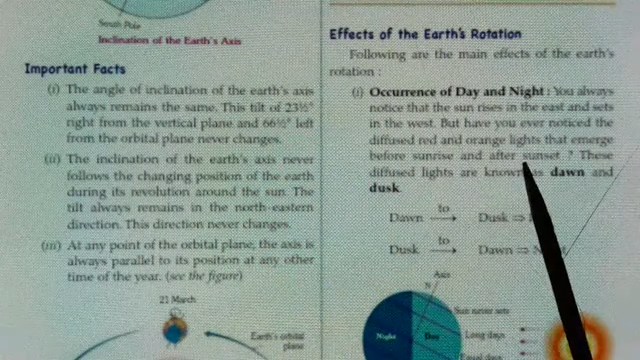 South Pole
Inclination of the Earth's Axis
Important Facts
(i) The angle of inclination of the earth's axis
always remains the same. This tilt of 23½°
right from the vertical plane and 66½° left
from the orbital plane never changes.
(ii) The inclination of the earth's axis never
follows the changing position of the earth
during its revolution around the sun. The
tilt always remains in the north-eastern
direction. This direction never changes.
(iii) At any point of the orbital plane, the axis is
always parallel to its position at any other
time of the year. (see the figure)
21 March
Earth's orbital
plane
Effects of the Earth's Rotation
Following are the main effects of the earth's
rotation :
(i) Occurrence of Day and Night : You always
notice that the sun rises in the east and sets
in the west. But have you ever noticed the
diffused red and orange lights that emerge
before sunrise and after sunset ? These
diffused lights are known as dawn and
dusk.
Dawn to ⟶ Dusk ⇒
Dusk to ⟶ Dawn ⇒
Axis
N
Sun never sets
Night
Day
Long days
Equal days